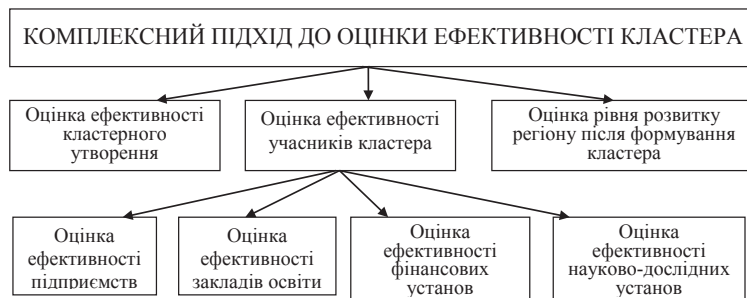 КОМПЛЕКСНИЙ ПІДХІД ДО ОЦІНКИ ЕФЕКТИВНОСТІ КЛАСТЕРА
Оцінка ефективності
кластерного
утворення
Оцінка ефективності
учасників кластера
Оцінка рівня розвитку
регіону після формування
кластера
Оцінка
ефективності
підприємств
Оцінка
ефективності
закладів освіти
Оцінка
ефективності
фінансових
установ
Оцінка
ефективності
науково-дослідних
установ